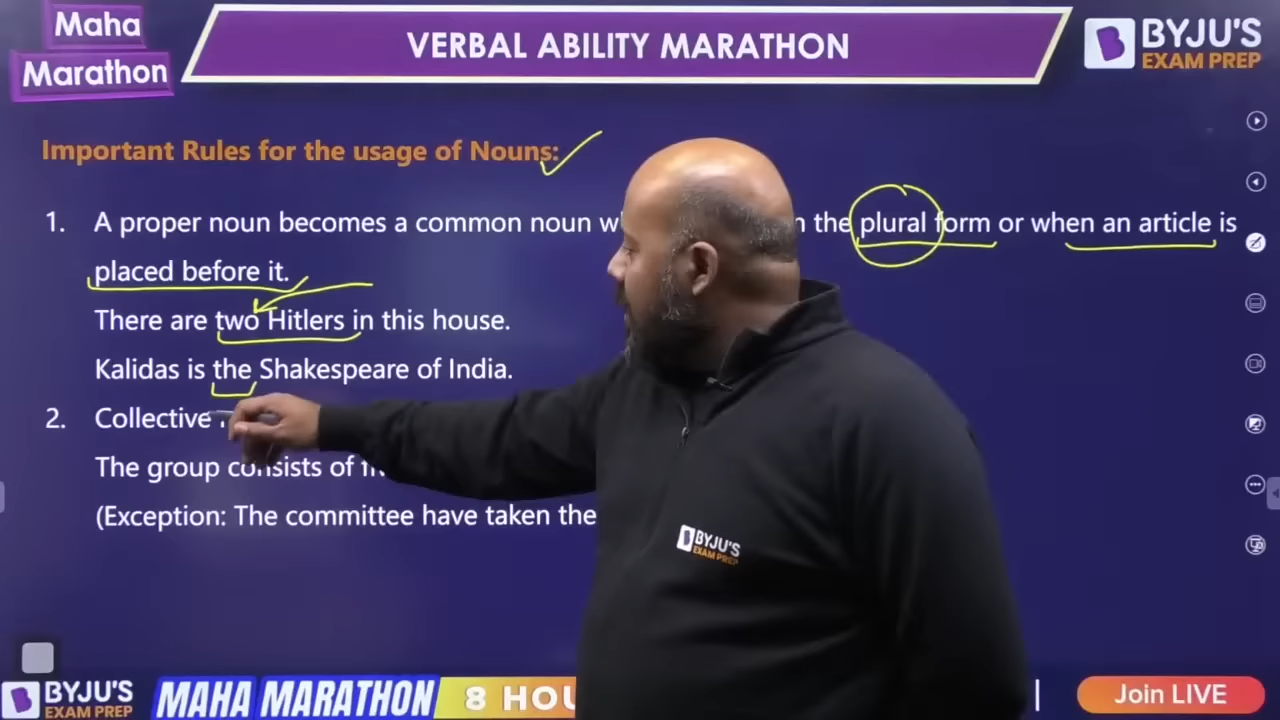 Maha
Marathon
VERBAL ABILITY MARATHON
BYJU'S
EXAM PREP
Important Rules for the usage of Nouns:
1. A proper noun becomes a common noun the plural form or when an article is
placed before it.
There are two Hitlers in this house.
Kalidas is the Shakespeare of India.
2. Collective
The group consists of
(Exception: The committee have taken the
BYJU'S
EXAM PREP
BYJU'S
EXAM PREP
MAHA MARATHON
8
Join LIVE